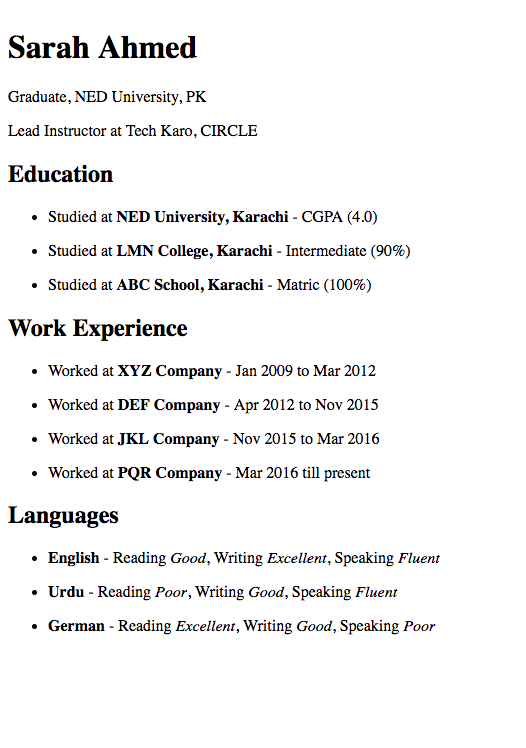 Sarah Ahmed
Graduate, NED University, PK
Lead Instructor at Tech Karo, CIRCLE
Education
• Studied at NED University, Karachi - CGPA (4.0)
• Studied at LMN College, Karachi - Intermediate (90%)
• Studied at ABC School, Karachi - Matric (100%)
Work Experience
• Worked at XYZ Company - Jan 2009 to Mar 2012
• Worked at DEF Company - Apr 2012 to Nov 2015
• Worked at JKL Company - Nov 2015 to Mar 2016
• Worked at PQR Company - Mar 2016 till present
Languages
• English - Reading Good, Writing Excellent, Speaking Fluent
• Urdu - Reading Poor, Writing Good, Speaking Fluent
• German - Reading Excellent, Writing Good, Speaking Poor